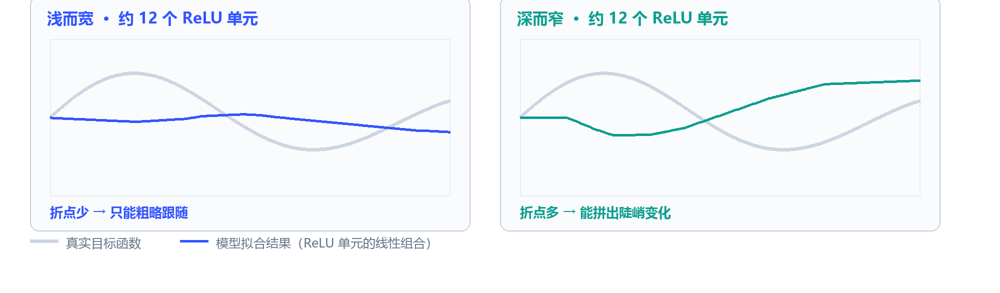 浅而宽 · 约 12 个 ReLU 单元
深而窄 · 约 12 个 ReLU 单元
折点少 → 只能粗略跟随
折点多 → 能拼出陡峭变化
真实目标函数
模型拟合结果（ReLU 单元的线性组合）